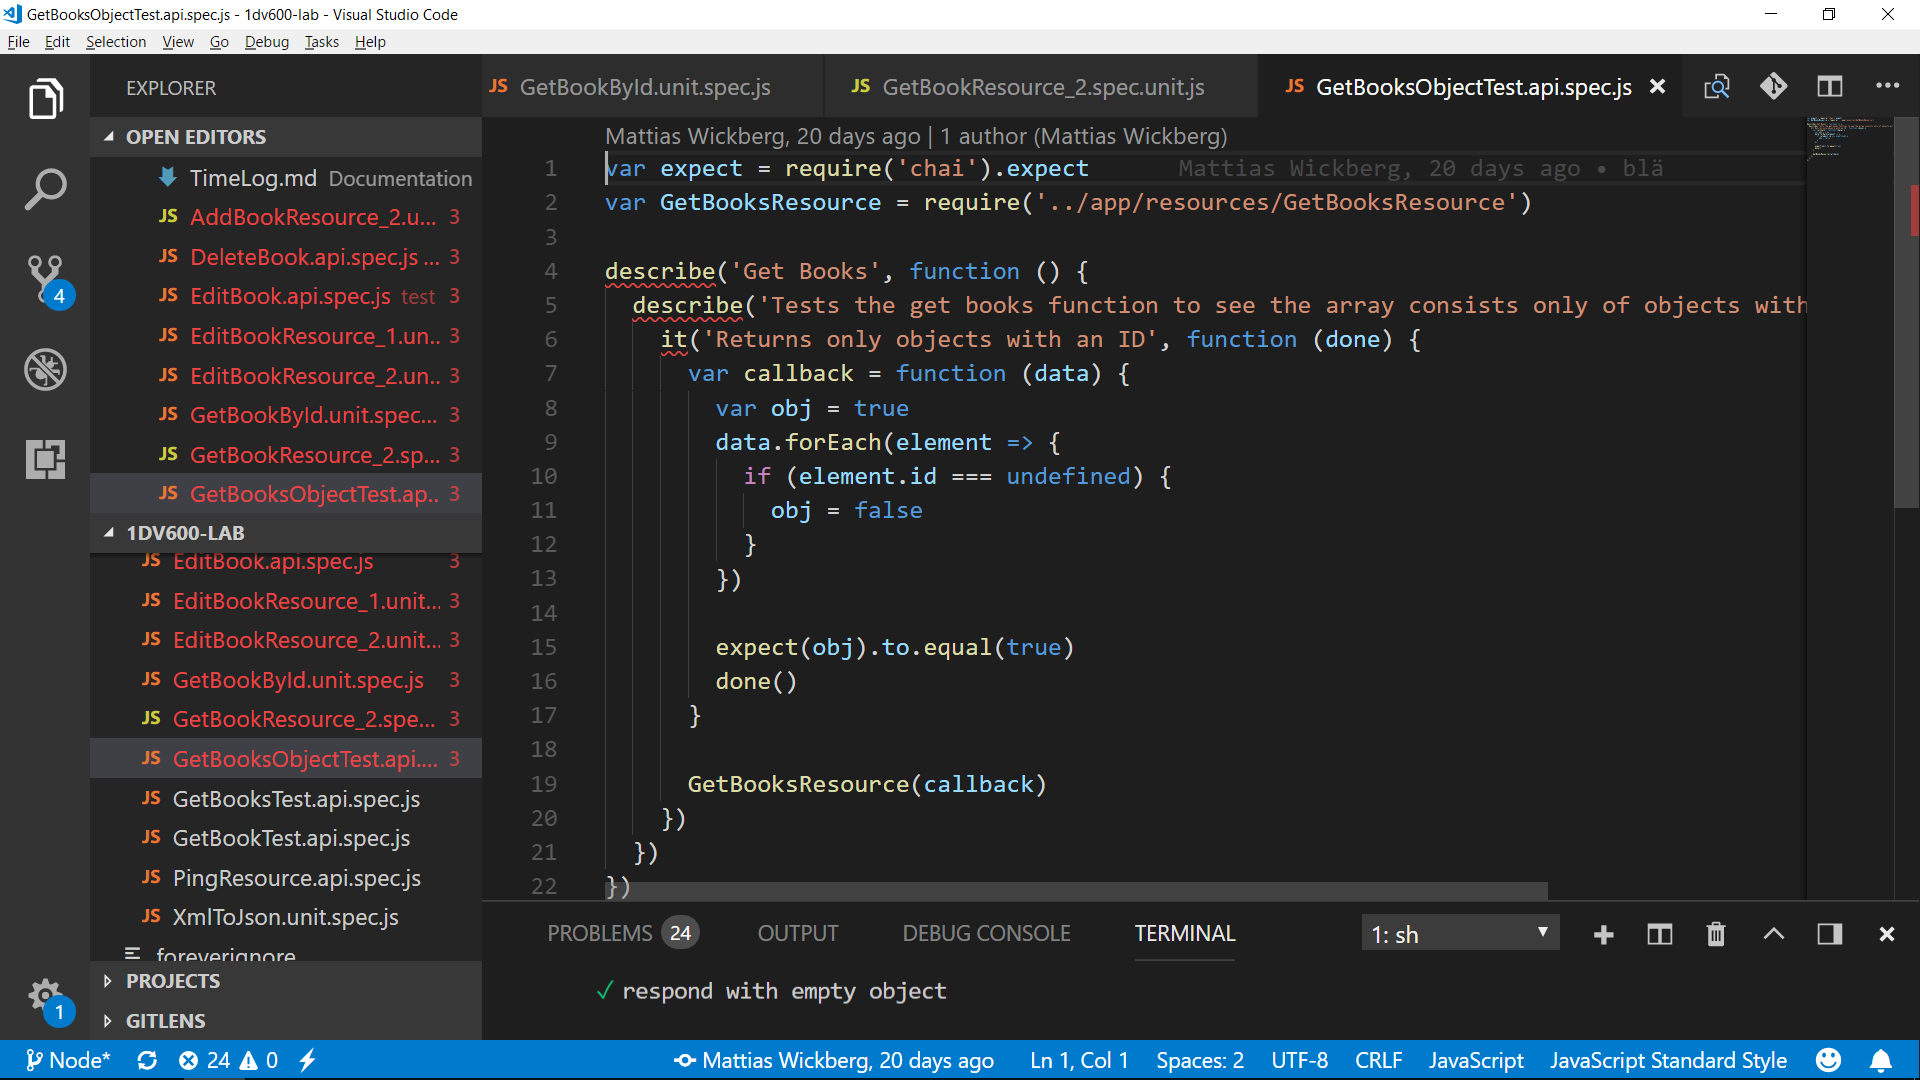 GetBooksObjectTest.api.spec.js - 1dv600-lab - Visual Studio Code
File Edit Selection View Go Debug Tasks Help
EXPLORER
OPEN EDITORS
TimeLog.md Documentation
JS AddBookResource_2.u... 3
JS DeleteBook.api.spec.js ... 3
JS EditBook.api.spec.js test 3
JS EditBookResource_1.un.. 3
JS EditBookResource_2.un.. 3
JS GetBookById.unit.spec... 3
JS GetBookResource_2.sp... 3
JS GetBooksObjectTest.ap.. 3
1DV600-LAB
JS EditBook.api.spec.js 3
JS EditBookResource_1.unit... 3
JS EditBookResource_2.unit... 3
JS GetBookById.unit.spec.js 3
JS GetBookResource_2.spe... 3
JS GetBooksObjectTest.api.... 3
JS GetBooksTest.api.spec.js
JS GetBookTest.api.spec.js
JS PingResource.api.spec.js
JS XmlToJson.unit.spec.js
foreverignore
PROJECTS
GITLENS
4
1
JS GetBookById.unit.spec.js JS GetBookResource_2.spec.unit.js JS GetBooksObjectTest.api.spec.js
Mattias Wickberg, 20 days ago | 1 author (Mattias Wickberg)
1 var expect = require('chai').expect Mattias Wickberg, 20 days ago • blä
2 var GetBooksResource = require('../app/resources/GetBooksResource')
3
4 describe('Get Books', function () {
5 describe('Tests the get books function to see the array consists only of objects with
6 it('Returns only objects with an ID', function (done) {
7 var callback = function (data) {
8 var obj = true
9 data.forEach(element => {
10 if (element.id === undefined) {
11 obj = false
12 }
13 })
14
15 expect(obj).to.equal(true)
16 done()
17 }
18
19 GetBooksResource(callback)
20 })
21 })
22 })
PROBLEMS 24 OUTPUT DEBUG CONSOLE TERMINAL 1: sh
✓ respond with empty object
Node* 24 0 Mattias Wickberg, 20 days ago Ln 1, Col 1 Spaces: 2 UTF-8 CRLF JavaScript JavaScript Standard Style